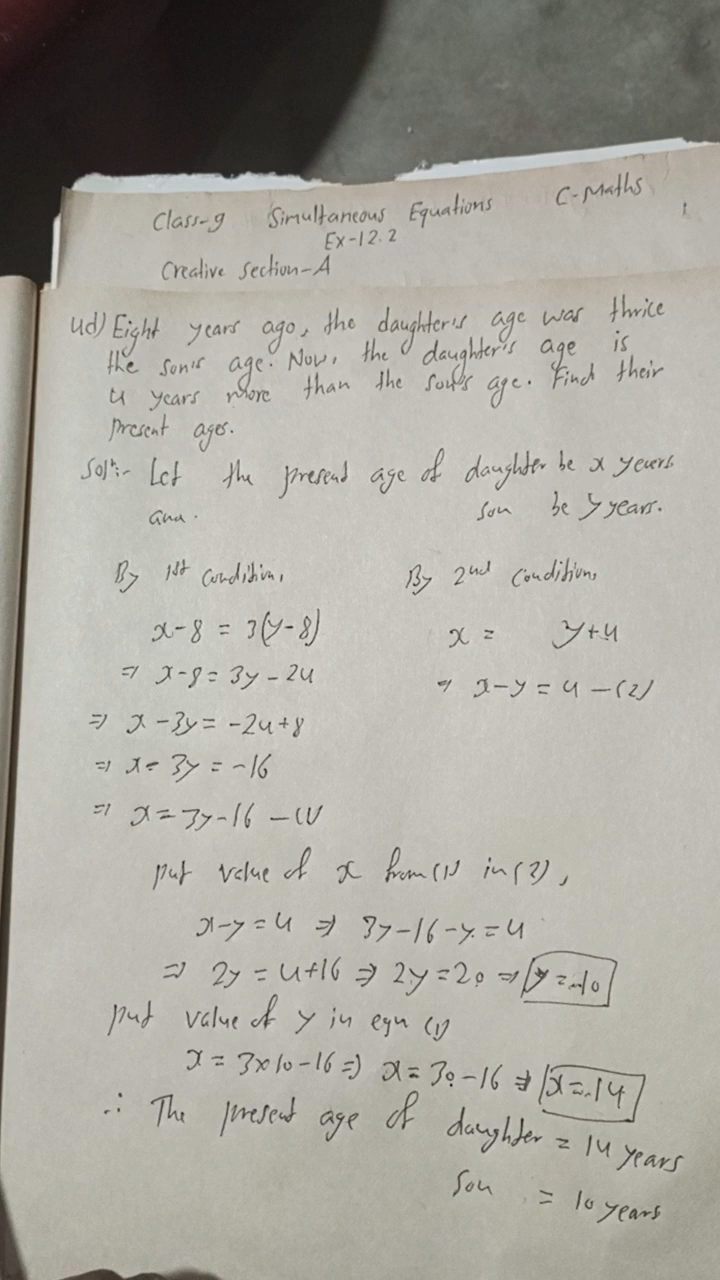 Class-9 Simultaneous Equations C-Maths
Ex-12.2
Creative Section-A
4d) Eight years ago, the daughter's age was thrice
the son's age. Now, the daughter's age is
4 years more than the son's age. Find their
present ages.
Solⁿ:- Let the present age of daughter be x years
and. son be y years.
By 1st condition, By 2nd Condition,
x-8 = 3(y-8) x = y+4
⇒ x-8 = 3y-24 ⇒ x-y = 4 -(2)
⇒ x-3y = -24+8
⇒ x-3y = -16
⇒ x = 3y-16 -(1)
put value of x from (1) in (2),
x-y = 4 ⇒ 3y-16-y = 4
⇒ 2y = 4+16 ⇒ 2y = 20 ⇒ y = 10
put value of y in eqn (1)
x = 3×10-16 ⇒ x = 30-16 ⇒ x = 14
∴ The present age of daughter = 14 years
Son = 10 years